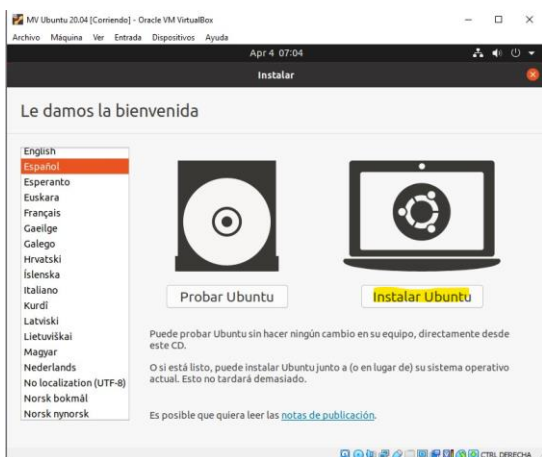 MV Ubuntu 20.04 [Corriendo] - Oracle VM VirtualBox
Archivo Máquina Ver Entrada Dispositivos Ayuda
Apr 4 07:04
Instalar
Le damos la bienvenida
English
Español
Esperanto
Euskara
Français
Gaeilge
Galego
Hrvatski
Íslenska
Italiano
Kurdî
Latviski
Lietuviškai
Magyar
Nederlands
No localization (UTF-8)
Norsk bokmål
Norsk nynorsk
Probar Ubuntu
Instalar Ubuntu
Puede probar Ubuntu sin hacer ningún cambio en su equipo, directamente desde
este CD.
O si está listo, puede instalar Ubuntu junto a (o en lugar de) su sistema operativo
actual. Esto no tardará demasiado.
Es posible que quiera leer las notas de publicación.
CTRL DERECHA